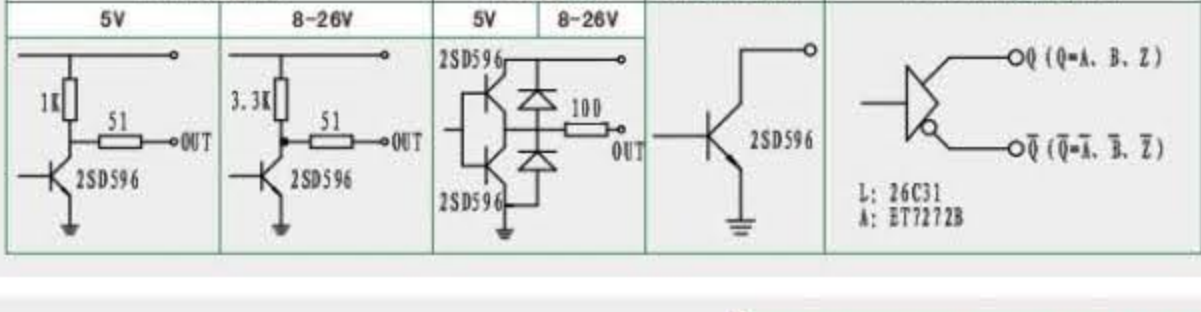 5V
8-26V
5V
8-26V
1K
51
OUT
2SD596
3.3K
51
OUT
2SD596
2SD596
100
OUT
2SD596
2SD596
Q (Q=A、B、Z)
Q̅ (Q̅=A̅、B̅、Z̅)
L: 26C31
A: ET7272B